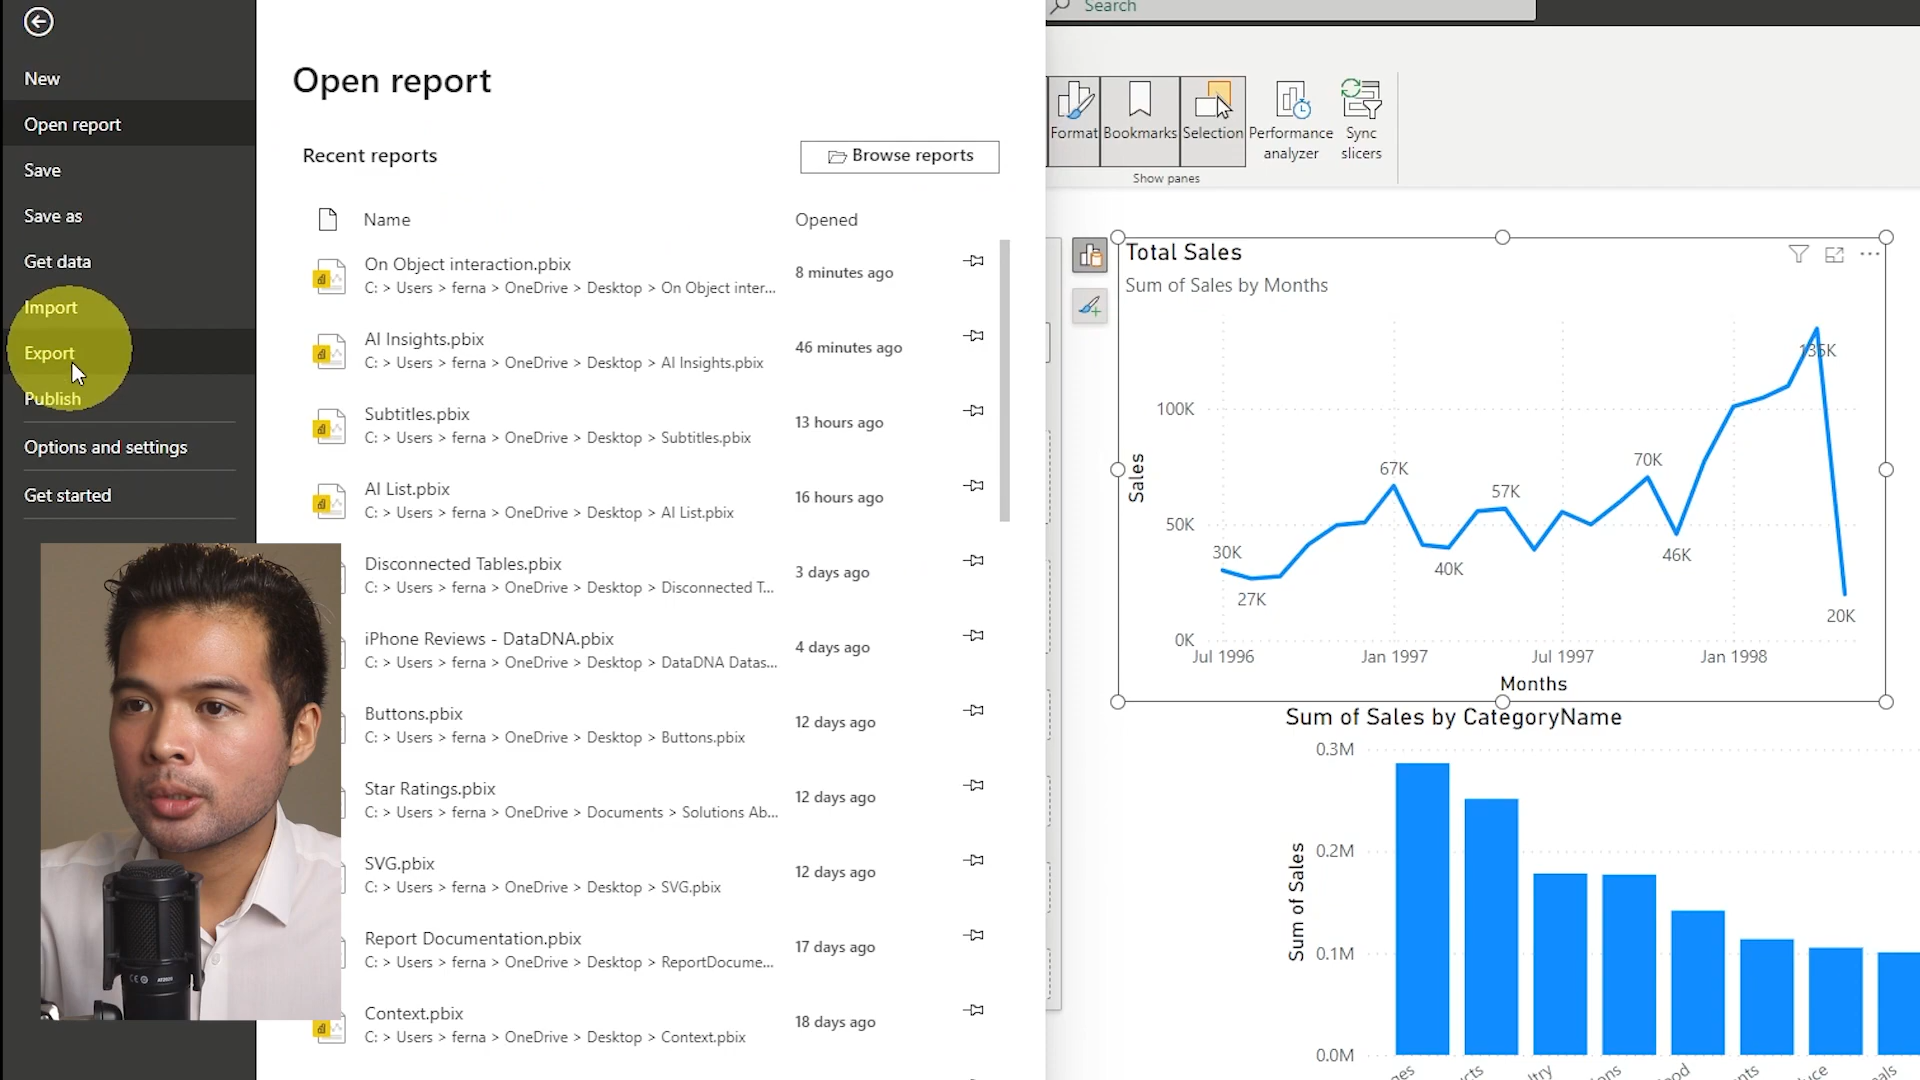 New
Open report
Save
Save as
Get data
Import
Export
Publish
Options and settings
Get started
Open report
Recent reports
Browse reports
Name
Opened
On Object interaction.pbix
8 minutes ago
C: > Users > ferna > OneDrive > Desktop > On Object inter...
AI Insights.pbix
46 minutes ago
C: > Users > ferna > OneDrive > Desktop > AI Insights.pbix
Subtitles.pbix
13 hours ago
C: > Users > ferna > OneDrive > Desktop > Subtitles.pbix
AI List.pbix
16 hours ago
C: > Users > ferna > OneDrive > Desktop > AI List.pbix
Disconnected Tables.pbix
3 days ago
C: > Users > ferna > OneDrive > Desktop > Disconnected T...
iPhone Reviews - DataDNA.pbix
4 days ago
C: > Users > ferna > OneDrive > Desktop > DataDNA Datas...
Buttons.pbix
12 days ago
C: > Users > ferna > OneDrive > Desktop > Buttons.pbix
Star Ratings.pbix
12 days ago
C: > Users > ferna > OneDrive > Documents > Solutions Ab...
SVG.pbix
12 days ago
C: > Users > ferna > OneDrive > Desktop > SVG.pbix
Report Documentation.pbix
17 days ago
C: > Users > ferna > OneDrive > Desktop > ReportDocume...
Context.pbix
18 days ago
C: > Users > ferna > OneDrive > Desktop > Context.pbix
Search
Format
Bookmarks
Selection
Performance analyzer
Sync slicers
Show panes
Total Sales
Sum of Sales by Months
135K
100K
70K
67K
57K
50K
46K
40K
30K
27K
20K
0K
Sales
Jul 1996
Jan 1997
Jul 1997
Jan 1998
Months
Sum of Sales by CategoryName
0.3M
0.2M
0.1M
0.0M
Sum of Sales